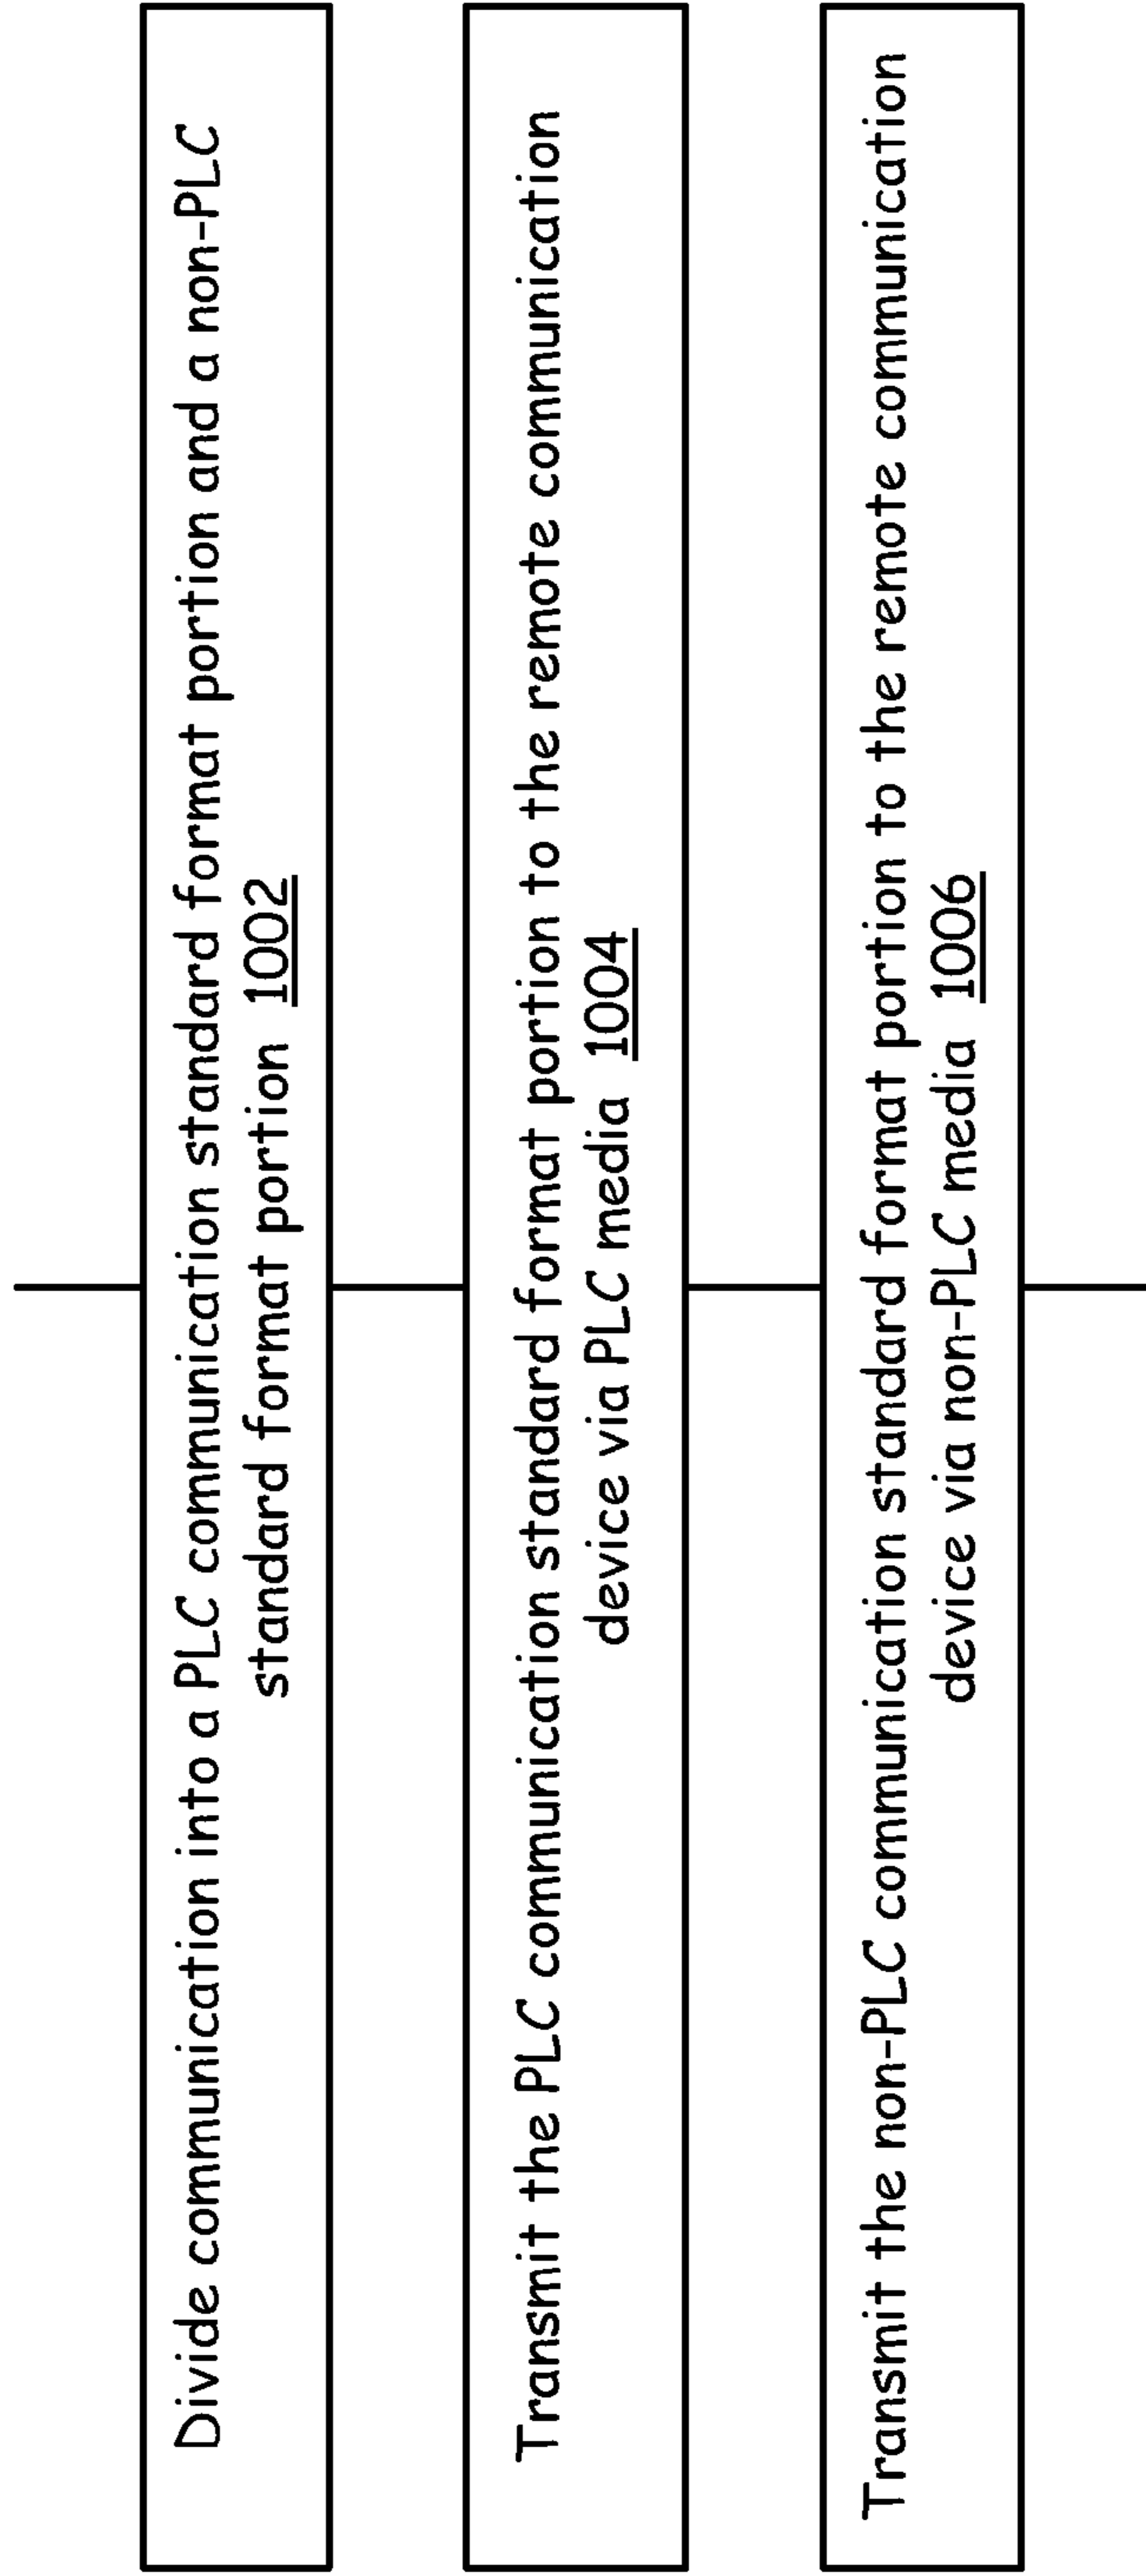 Divide communication into a PLC communication standard format portion and a non-PLC
standard format portion 1002
Transmit the PLC communication standard format portion to the remote communication
device via PLC media 1004
Transmit the non-PLC communication standard format portion to the remote communication
device via non-PLC media 1006